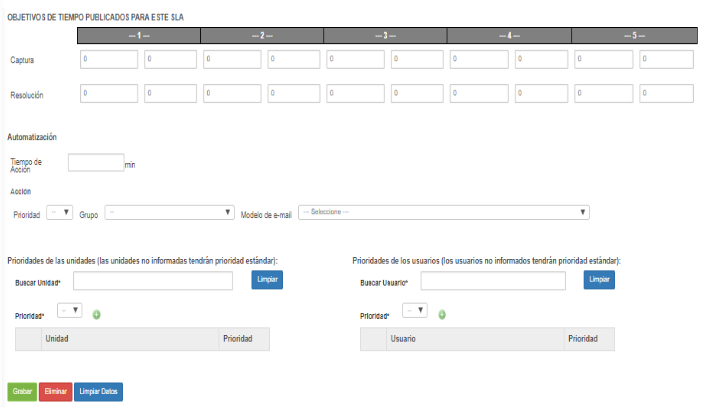 OBJETIVOS DE TIEMPO PUBLICADOS PARA ESTE SLA
--- 1 --- --- 2 --- --- 3 --- --- 4 --- --- 5 ---
Captura 0 0 0 0 0 0 0 0 0 0
Resolución 0 0 0 0 0 0 0 0 0 0
Automatización
Tiempo de Acción min
Acción
Prioridad -- Grupo -- Modelo de e-mail --- Seleccione ---
Prioridades de las unidades (las unidades no informadas tendrán prioridad estándar):
Buscar Unidad* Limpiar
Prioridad* --
Unidad Prioridad
Prioridades de los usuarios (los usuarios no informados tendrán prioridad estándar):
Buscar Usuario* Limpiar
Prioridad* --
Usuario Prioridad
Grabar Eliminar Limpiar Datos